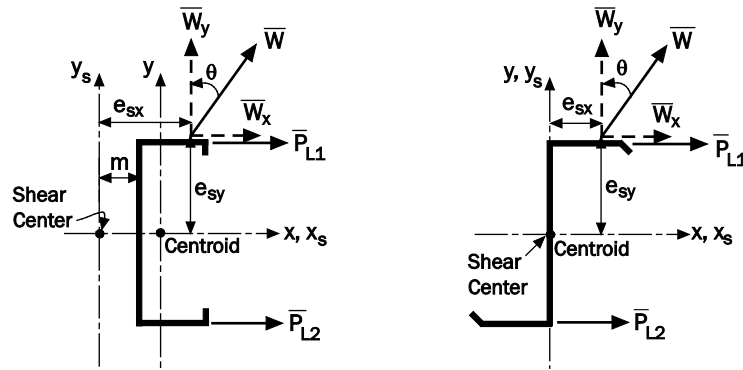 W̅y
W̅
θ
ys
y
esx
W̅x
P̅L1
m
esy
Shear
Center
x, xs
Centroid
P̅L2
W̅y
W̅
θ
y, ys
esx
W̅x
P̅L1
esy
x, xs
Centroid
Shear
Center
P̅L2